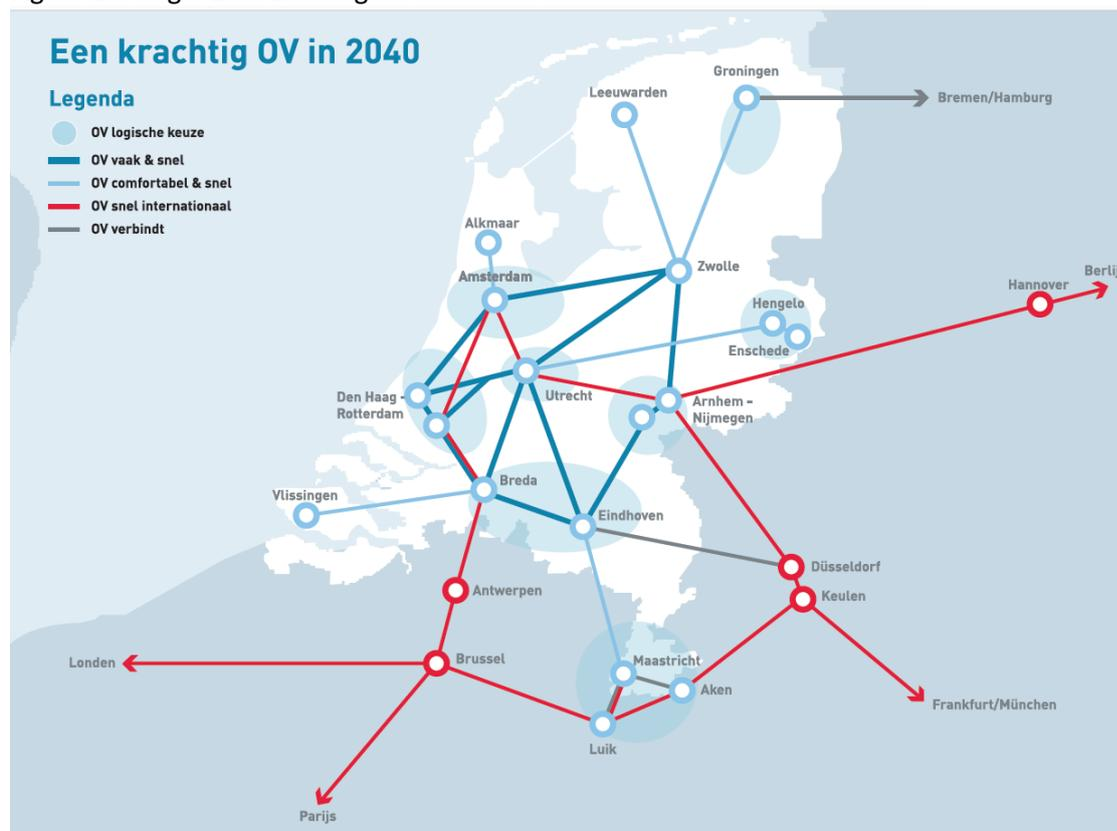 Een krachtig OV in 2040
Legenda
OV logische keuze
OV vaak & snel
OV comfortabel & snel
OV snel internationaal
OV verbindt
Groningen
Leeuwarden
Bremen/Hamburg
Alkmaar
Amsterdam
Zwolle
Berlij
Hannover
Hengelo
Enschede
Den Haag -
Rotterdam
Utrecht
Arnhem -
Nijmegen
Breda
Vlissingen
Eindhoven
Düsseldorf
Antwerpen
Keulen
Londen
Brussel
Maastricht
Aken
Frankfurt/München
Luik
Parijs